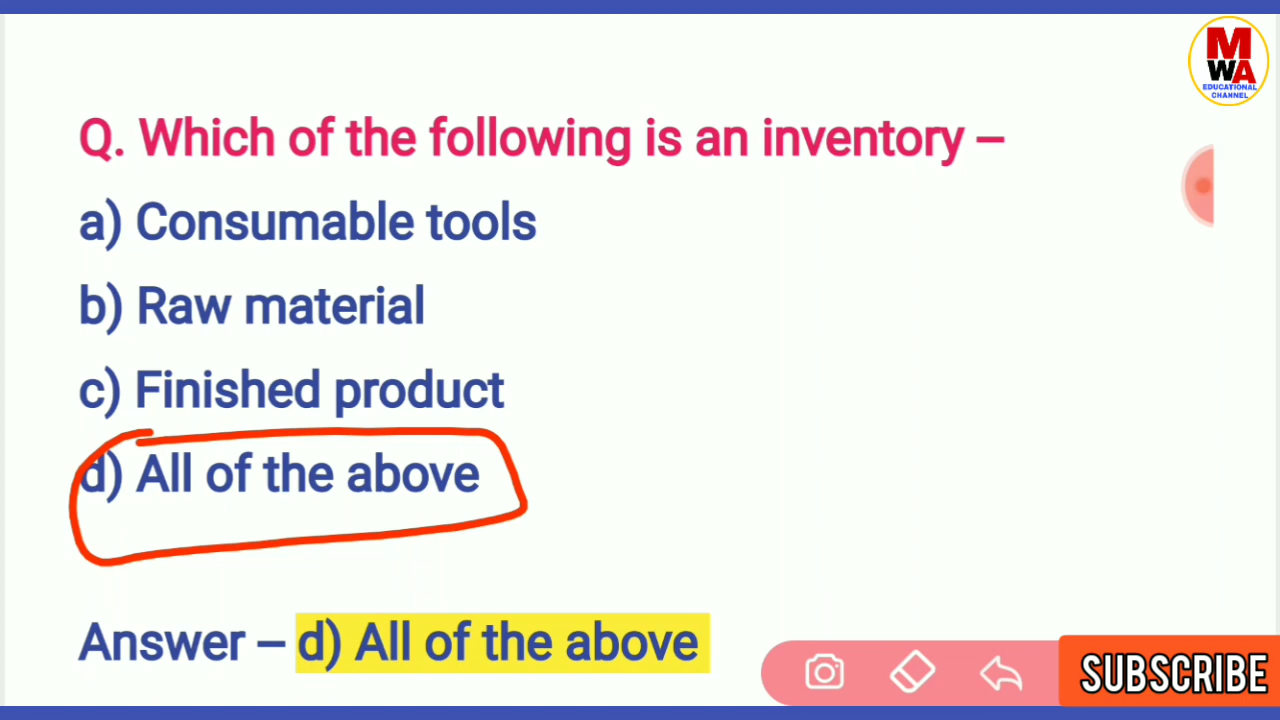 M
WA
EDUCATIONAL
CHANNEL
Q. Which of the following is an inventory –
a) Consumable tools
b) Raw material
c) Finished product
d) All of the above
Answer – d) All of the above
SUBSCRIBE